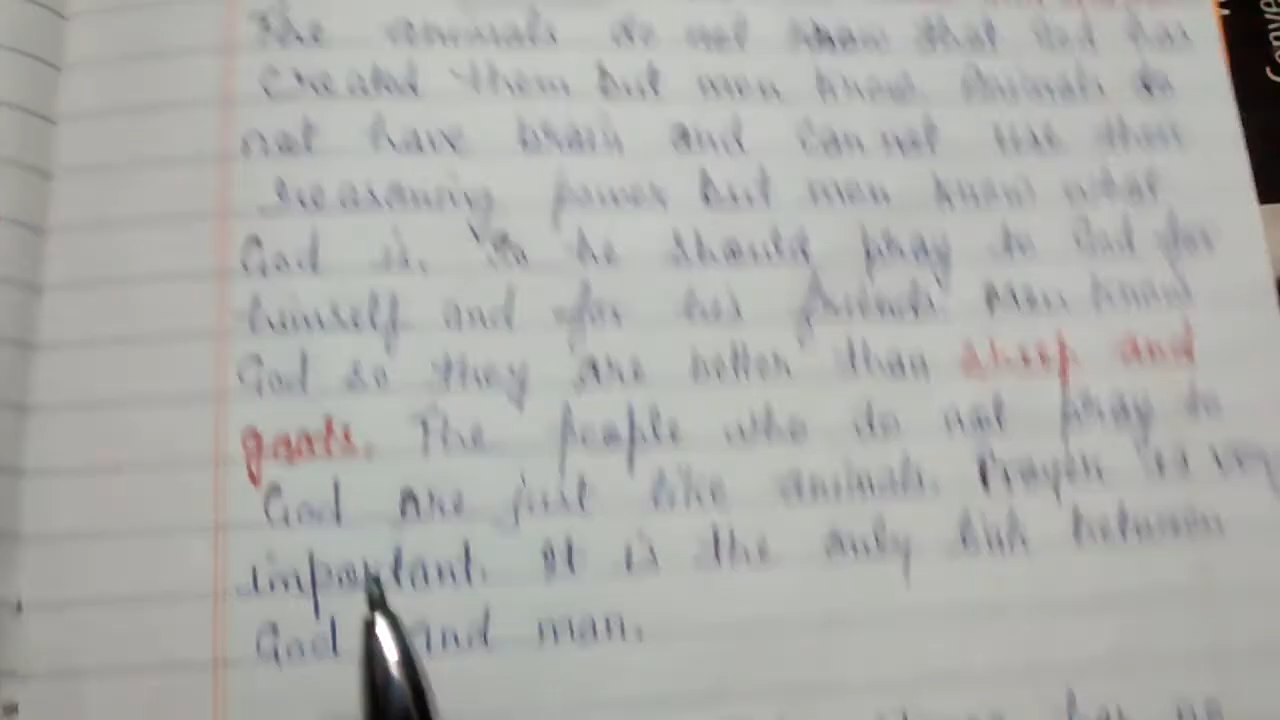 The animals do not know that God has
created them but men know. Animals do
not have brain and can not use their
reasoning power but men know what
God is. So he should pray to God for
himself and for his friends. Men know
God so they are better than sheep and
goats. The people who do not pray to
God are just like animals. Prayer is very
important. It is the only link between
God and man.